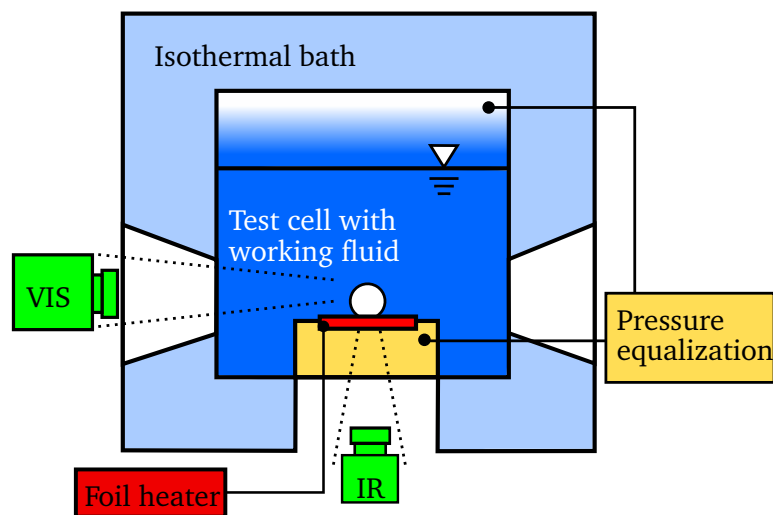 Isothermal bath
Test cell with
working fluid
VIS
Pressure
equalization
Foil heater
IR